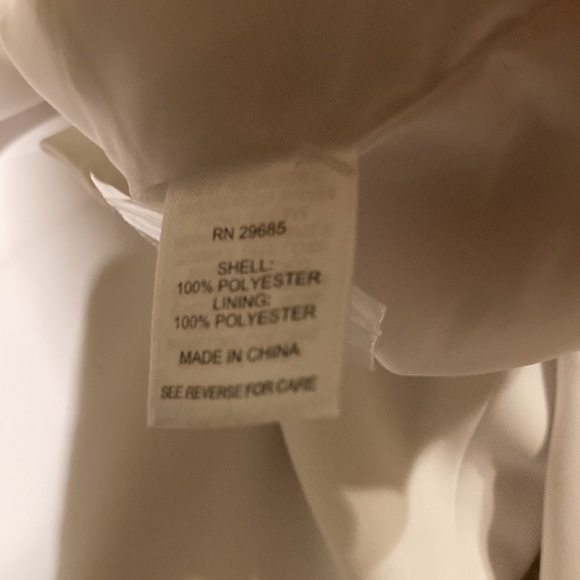 RN 29685
SHELL:
100% POLYESTER
LINING:
100% POLYESTER
MADE IN CHINA
SEE REVERSE FOR CARE